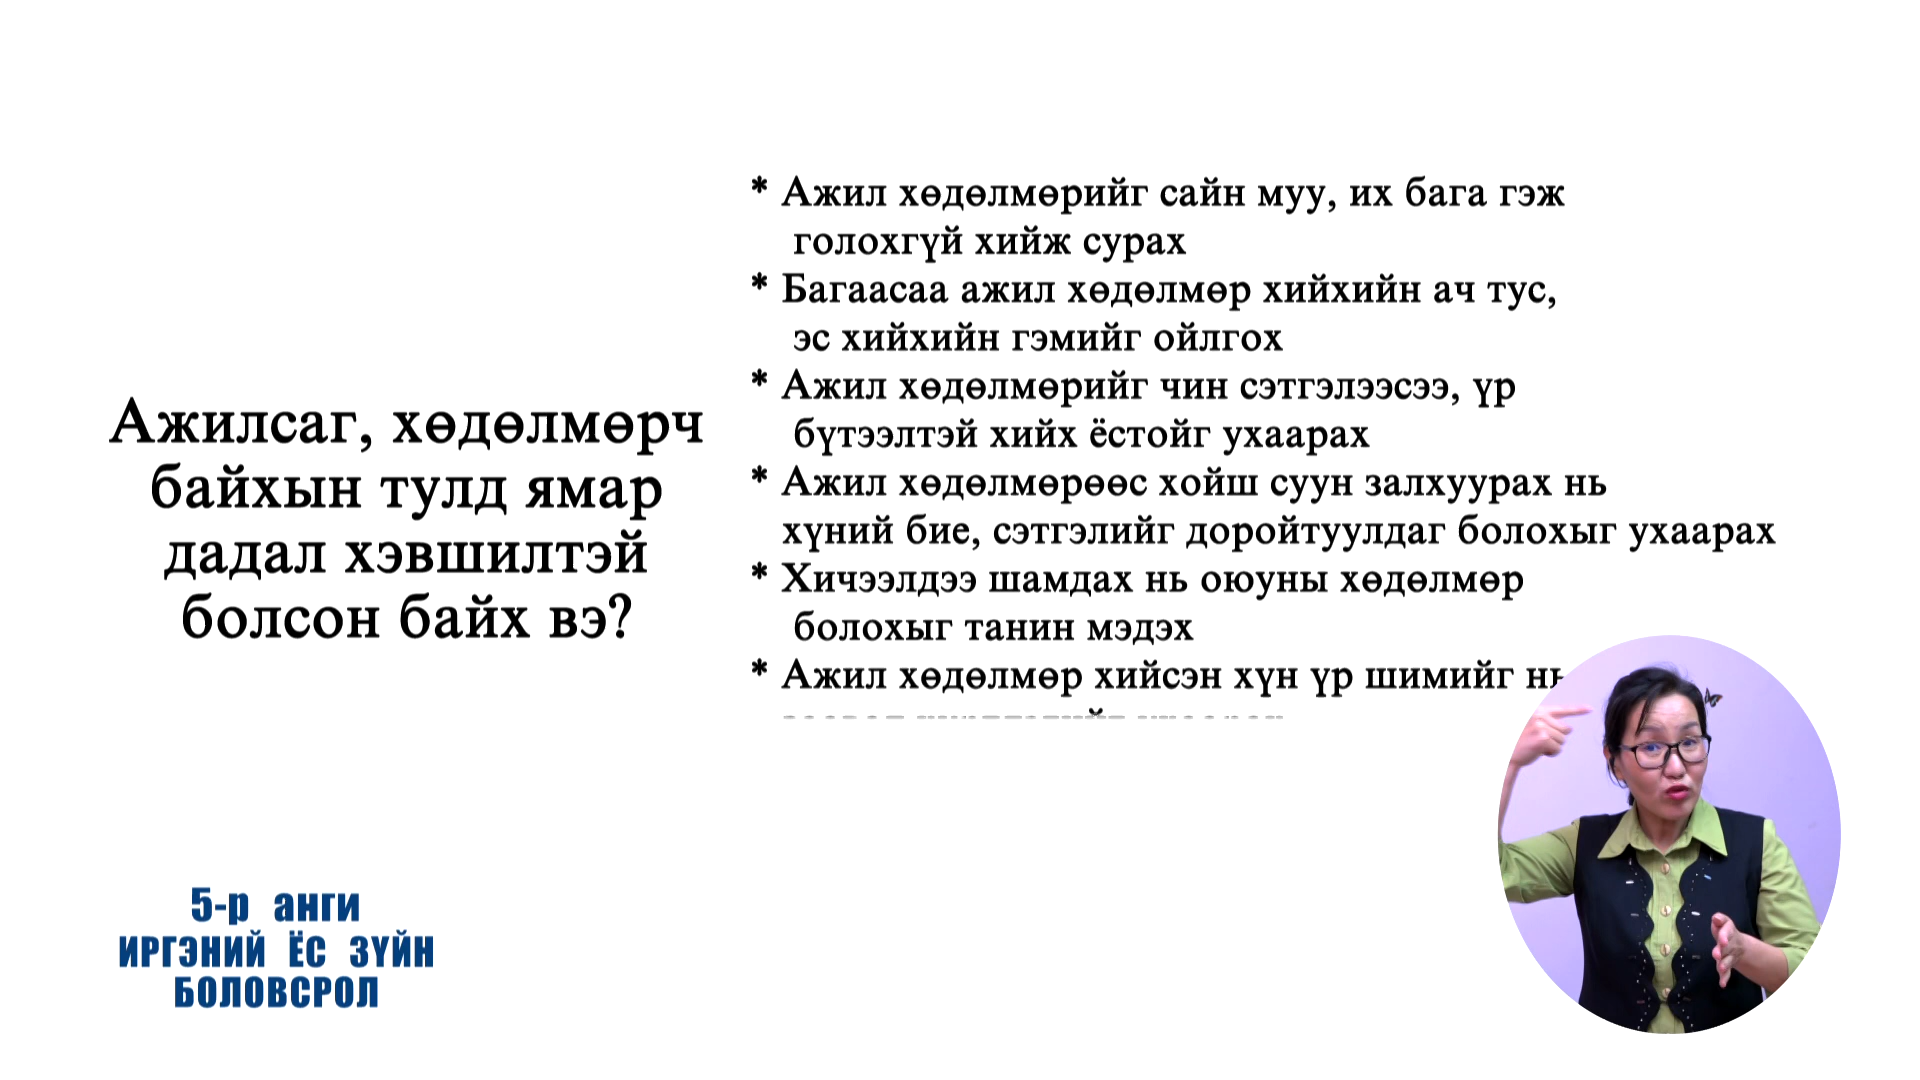 Ажилсаг, хөдөлмөрч
байхын тулд ямар
дадал хэвшилтэй
болсон байх вэ?
* Ажил хөдөлмөрийг сайн муу, их бага гэж
голохгүй хийж сурах
* Багаасаа ажил хөдөлмөр хийхийн ач тус,
эс хийхийн гэмийг ойлгох
* Ажил хөдөлмөрийг чин сэтгэлээсээ, үр
бүтээлтэй хийх ёстойг ухаарах
* Ажил хөдөлмөрөөс хойш суун залхуурах нь
хүний бие, сэтгэлийг доройтуулдаг болохыг ухаарах
* Хичээлдээ шамдах нь оюуны хөдөлмөр
болохыг танин мэдэх
* Ажил хөдөлмөр хийсэн хүн үр шимийг нь
5-р анги
ИРГЭНИЙ ЁС ЗҮЙН
БОЛОВСРОЛ